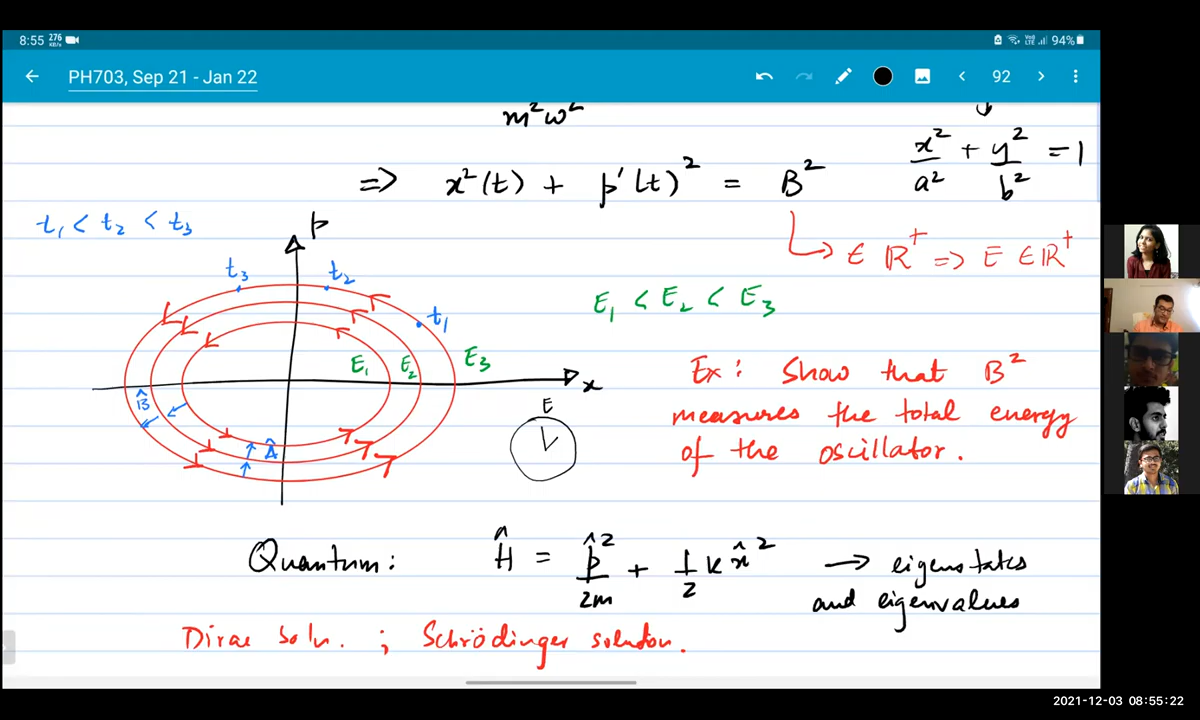 8:55 276 KB/s 94%
PH703, Sep 21 - Jan 22
92
m²ω²
=> x²(t) + p'(t)² = B²
x²/a² + y²/b² = 1
t₁ < t₂ < t₃
p
↳ ∈ ℝ⁺ => E ∈ ℝ⁺
t₃ t₂
E₁ < E₂ < E₃
t₁
E₁ E₂ E₃
x
B̂
Â
E
Ex: Show that B²
measures the total energy
of the oscillator.
Quantum: Ĥ = p̂²/2m + 1/2 k x̂² → eigenstates
and eigenvalues
Dirac soln. ; Schrödinger solution.
2021-12-03 08:55:22